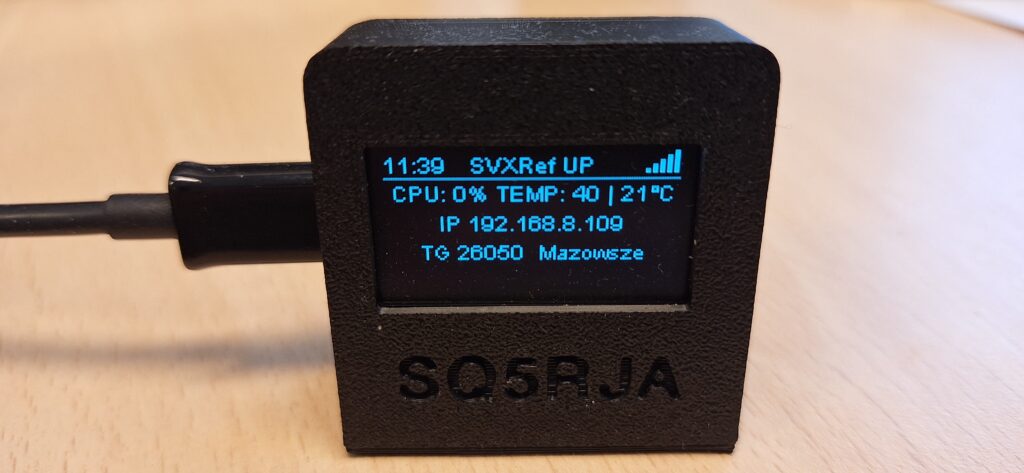 11:39 SVXRef UP
CPU: 0% TEMP: 40 | 21°C
IP 192.168.8.109
TG 26050 Mazowsze
SQ5RJA